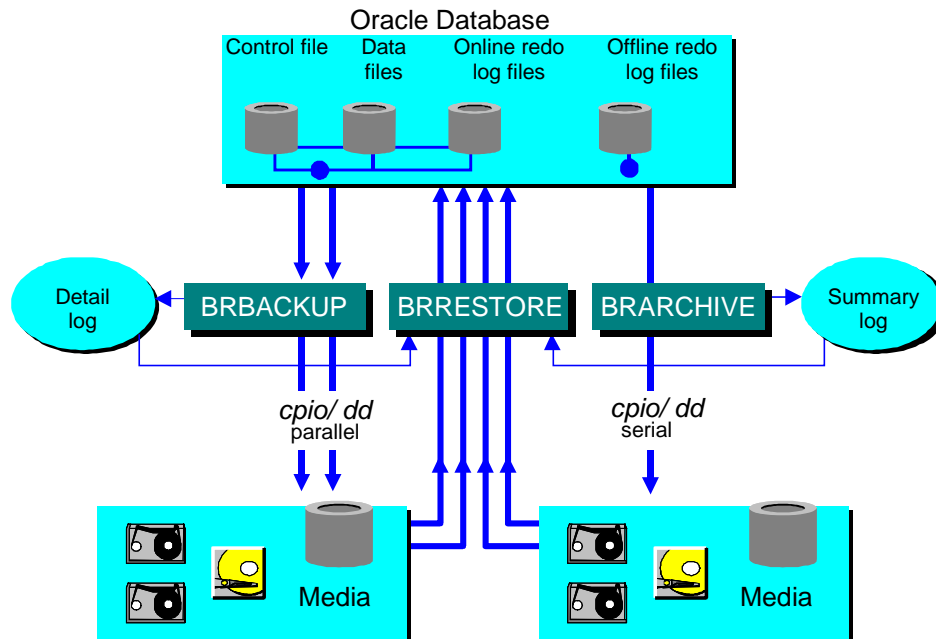 Oracle Database
Control file
Data
files
Online redo
log files
Offline redo
log files
Detail
log
BRBACKUP
BRRESTORE
BRARCHIVE
Summary
log
cpio/ dd
parallel
cpio/ dd
serial
Media
Media